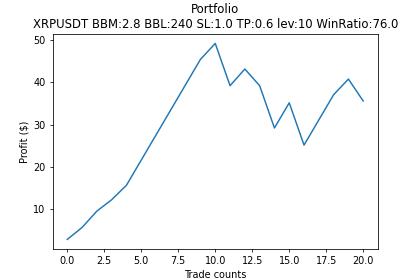 Portfolio
XRPUSDT BBM:2.8 BBL:240 SL:1.0 TP:0.6 lev:10 WinRatio:76.0
50
40
30
20
10
Profit ($)
0.0 2.5 5.0 7.5 10.0 12.5 15.0 17.5 20.0
Trade counts